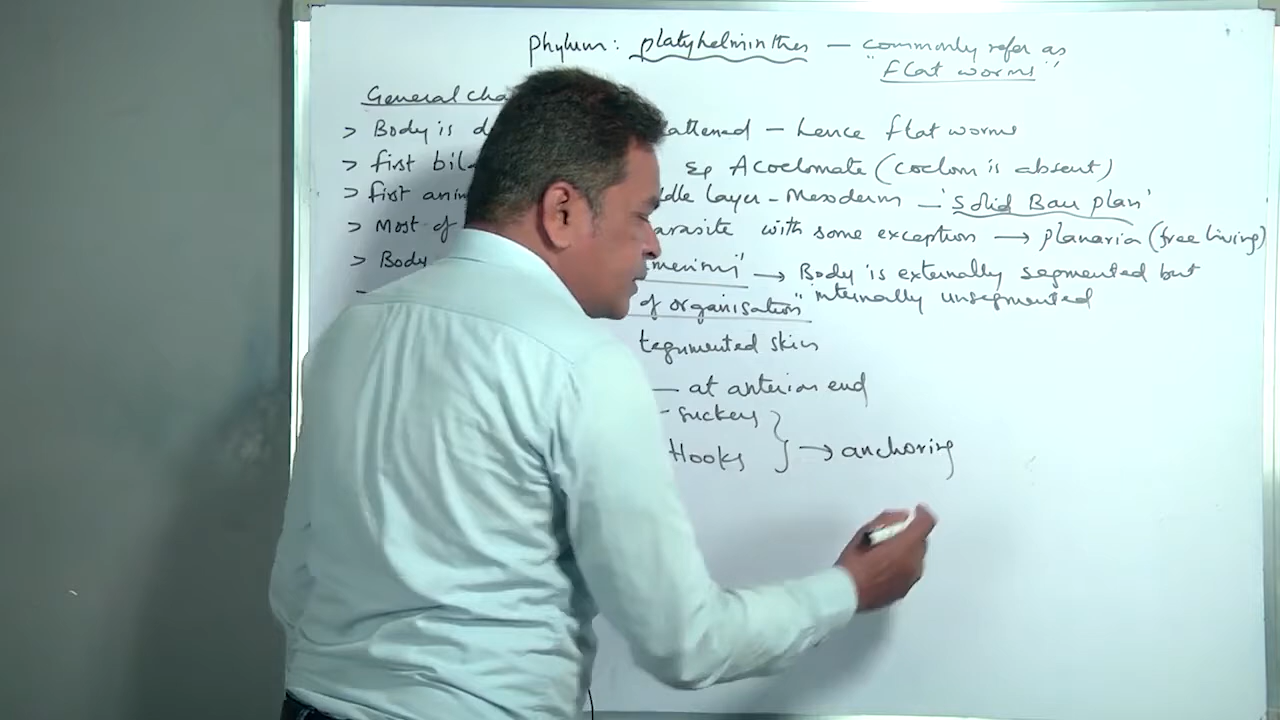 Phylum: platyhelminthes — commonly refer as
"flat worms"
General cha
> Body is d attened — hence flat worms
> first bil Acoelomate (coelom is absent)
> first anim ddle layer - Mesoderm — 'Solid Bau plan'
> Most of arasite with some exception → planaria (free living)
> Body merism' → Body is externally segmented but
internally unsegmented
of organisation"
tegumented skin
— at anterior end
- suckers
Hooks } → anchoring